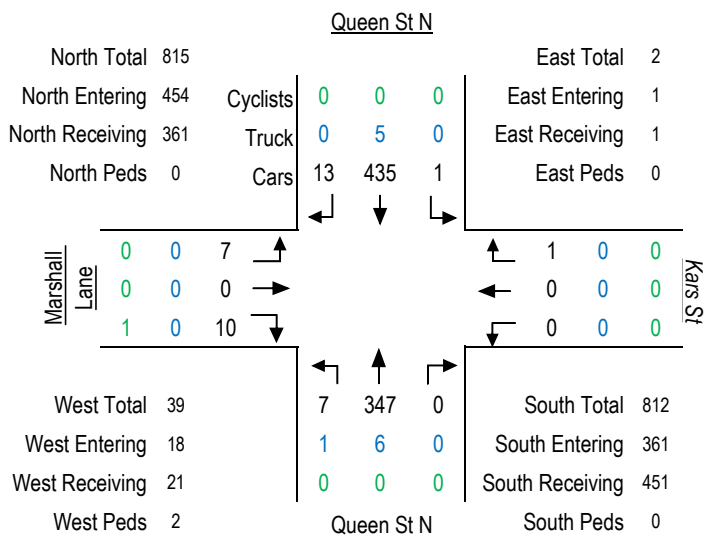 Queen St N
North Total 815
North Entering 454
North Receiving 361
North Peds 0
East Total 2
East Entering 1
East Receiving 1
East Peds 0
Cyclists 0 0 0
Truck 0 5 0
Cars 13 435 1
Marshall
Lane
0 0 7
0 0 0
1 0 10
1 0 0
0 0 0
0 0 0
Kars St
7 347 0
1 6 0
0 0 0
West Total 39
West Entering 18
West Receiving 21
West Peds 2
South Total 812
South Entering 361
South Receiving 451
South Peds 0
Queen St N